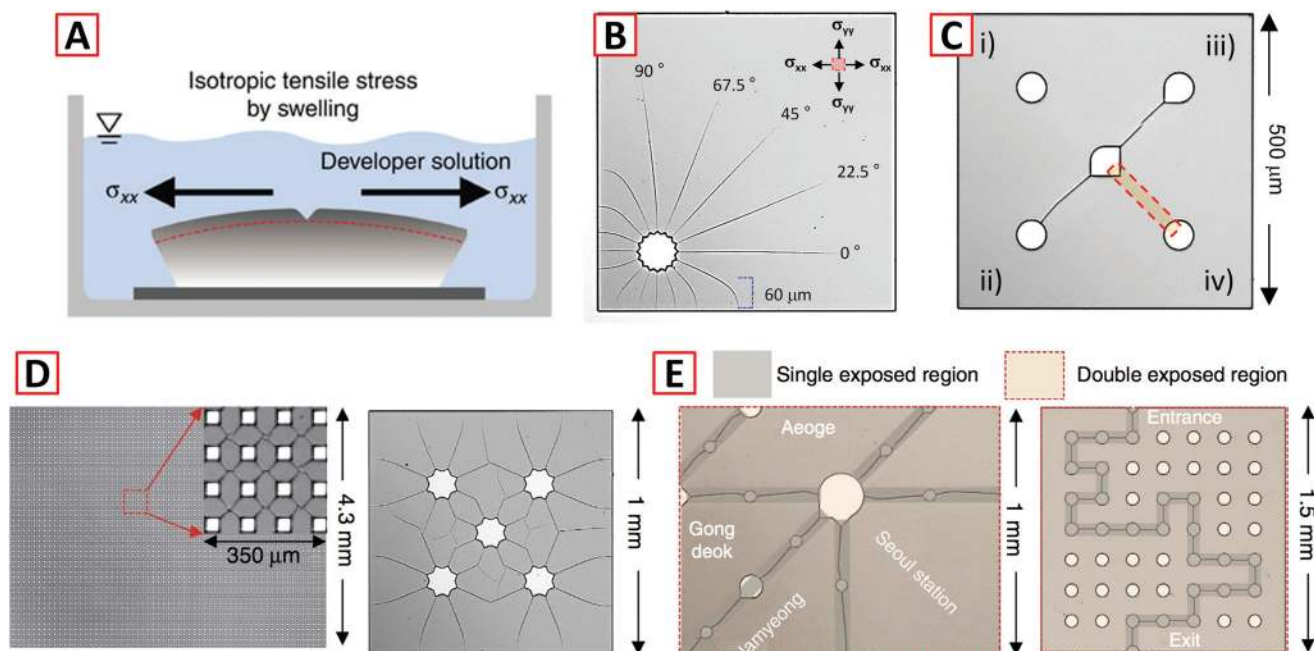 A
Isotropic tensile stress
by swelling
Developer solution
σxx
σxx
B
σyy
σxx
σxx
σyy
90 °
67.5 °
45 °
22.5 °
0 °
60 μm
C
i)
iii)
ii)
iv)
500 μm
D
350 μm
4.3 mm
1 mm
E
Single exposed region
Double exposed region
Aeoge
Gong
deok
Seoul station
1 mm
Entrance
Exit
1.5 mm